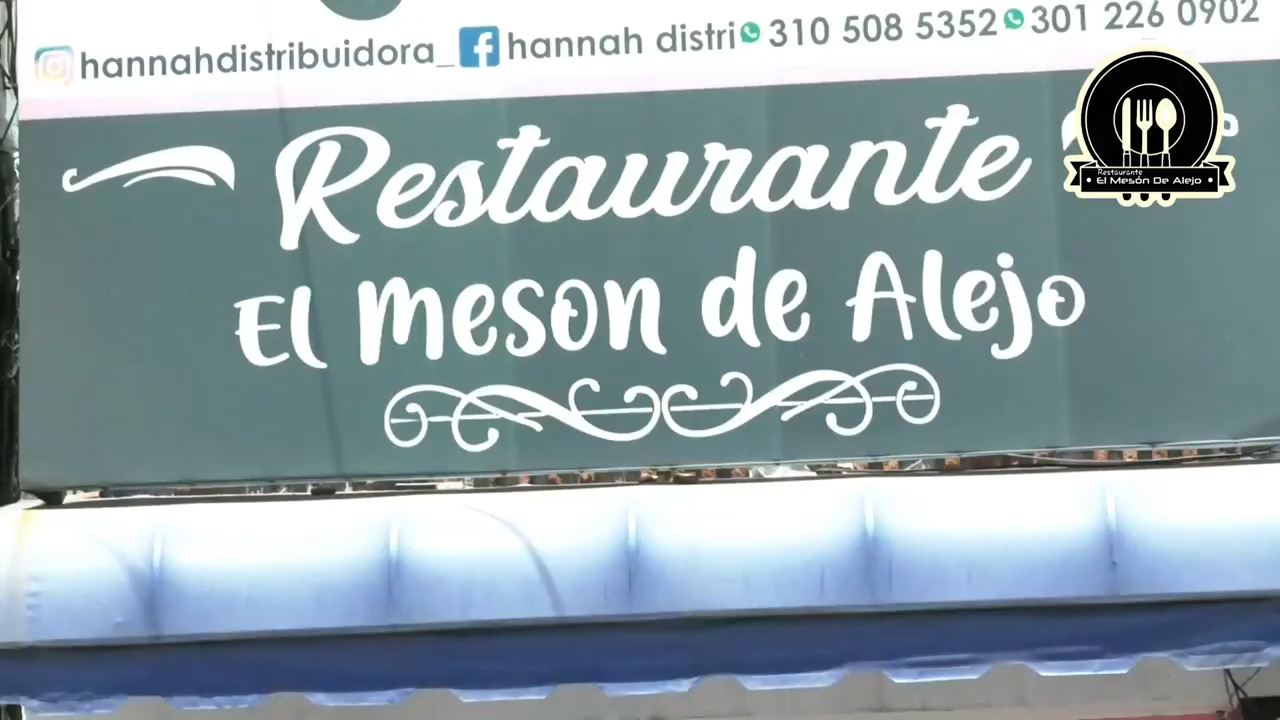 hannahdistribuidora_ hannah distri 310 508 5352 301 226 0902
Restaurante
El meson de Alejo
Restaurante
El Mesón De Alejo